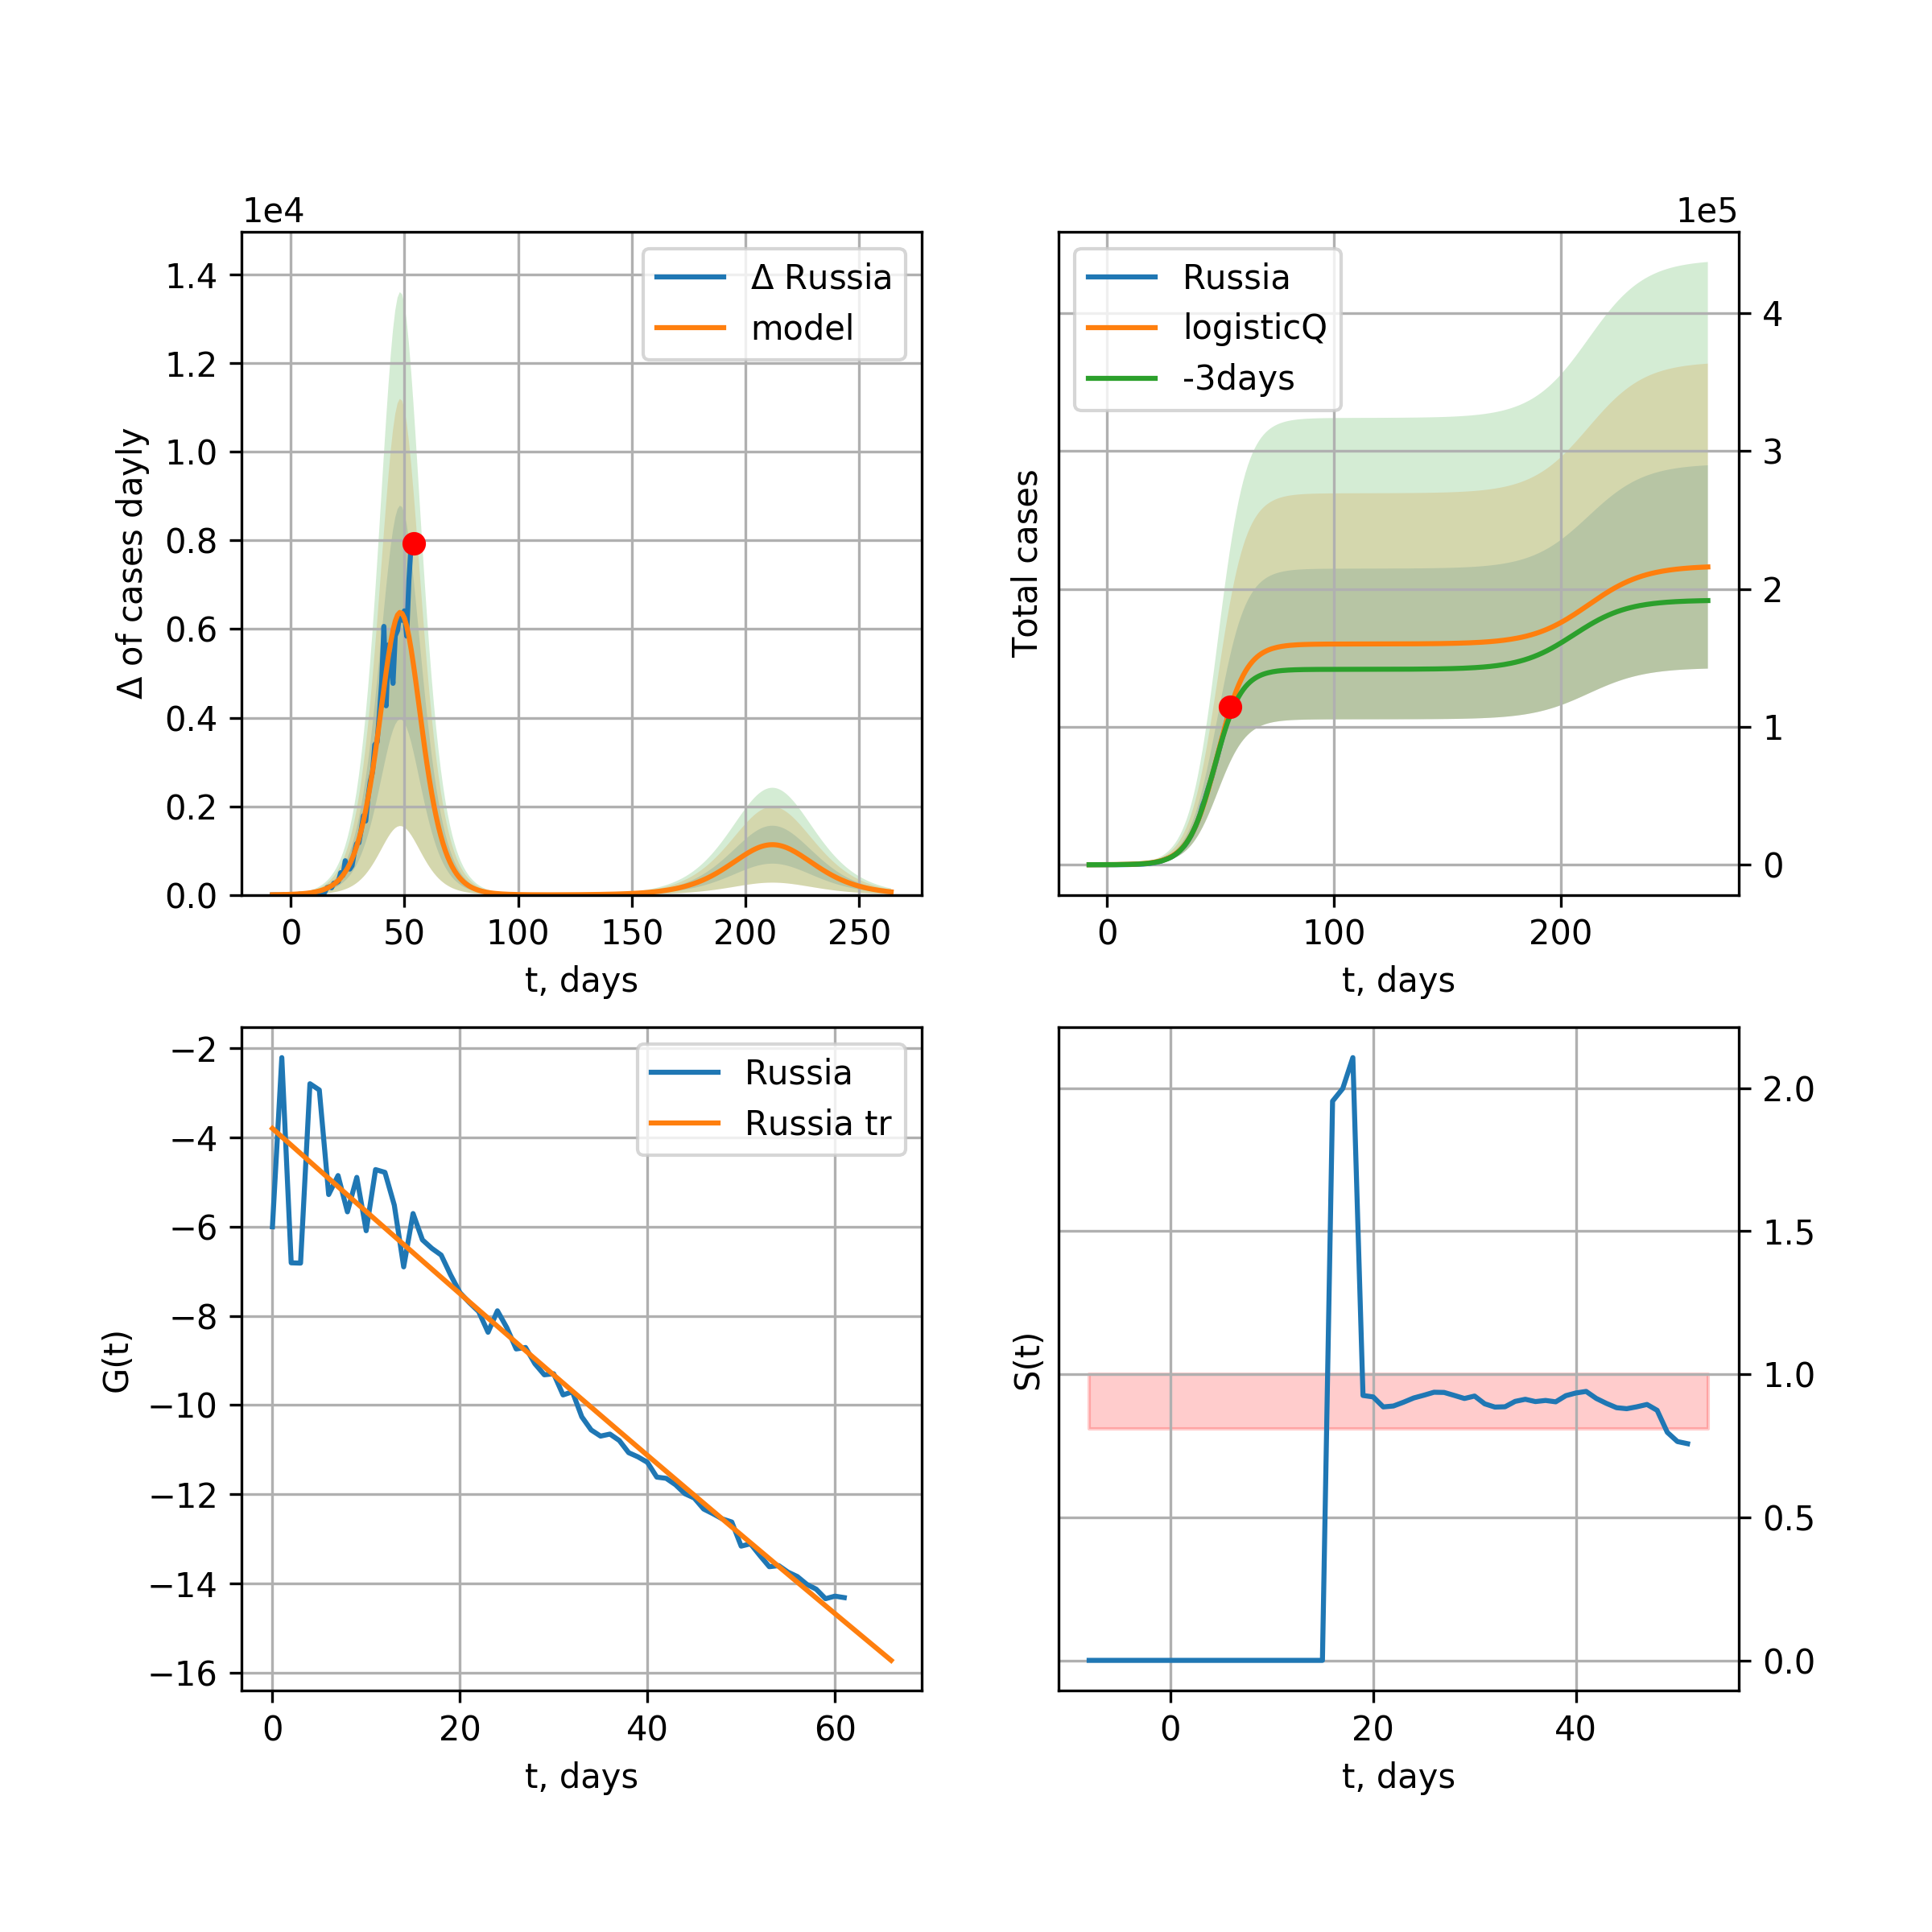 1e4
Δ of cases dayly
1.4
1.2
1.0
0.8
0.6
0.4
0.2
0.0
Δ Russia
model
0 50 100 150 200 250
t, days
1e5
Total cases
Russia
logisticQ
-3days
4
3
2
1
0
0 100 200
t, days
G(t)
−2
−4
−6
−8
−10
−12
−14
−16
Russia
Russia tr
0 20 40 60
t, days
S(t)
2.0
1.5
1.0
0.5
0.0
0 20 40
t, days